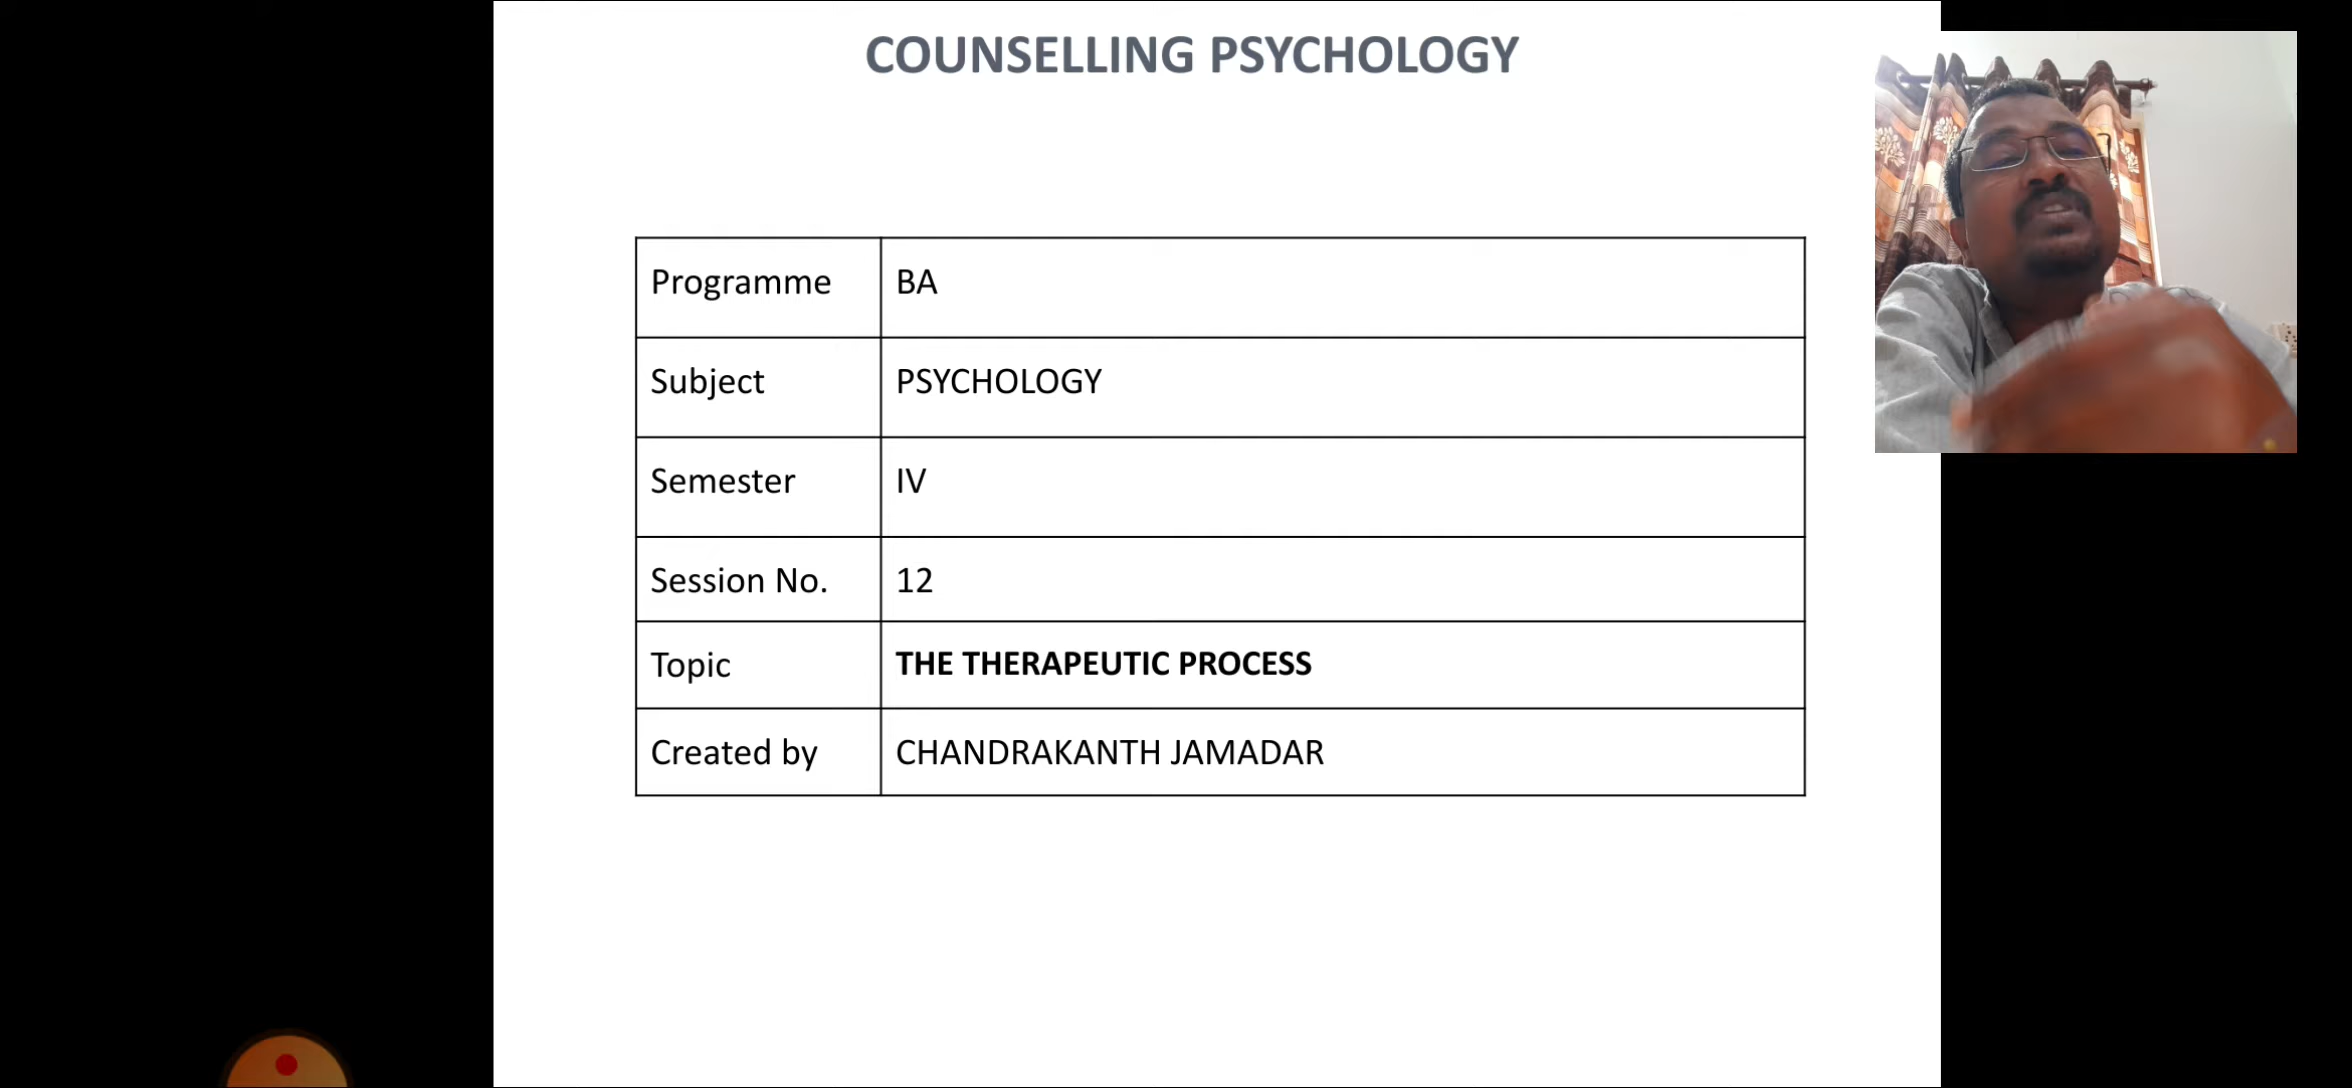 COUNSELLING PSYCHOLOGY
Programme BA
Subject PSYCHOLOGY
Semester IV
Session No. 12
Topic THE THERAPEUTIC PROCESS
Created by CHANDRAKANTH JAMADAR